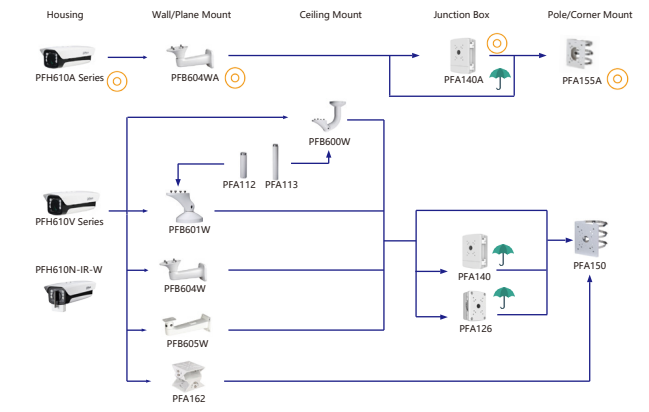 Housing
Wall/Plane Mount
Ceiling Mount
Junction Box
Pole/Corner Mount
PFH610A Series
PFB604WA
PFA140A
PFA155A
PFB600W
PFA112
PFA113
PFH610V Series
PFB601W
PFH610N-IR-W
PFB604W
PFA140
PFA150
PFA126
PFB605W
PFA162